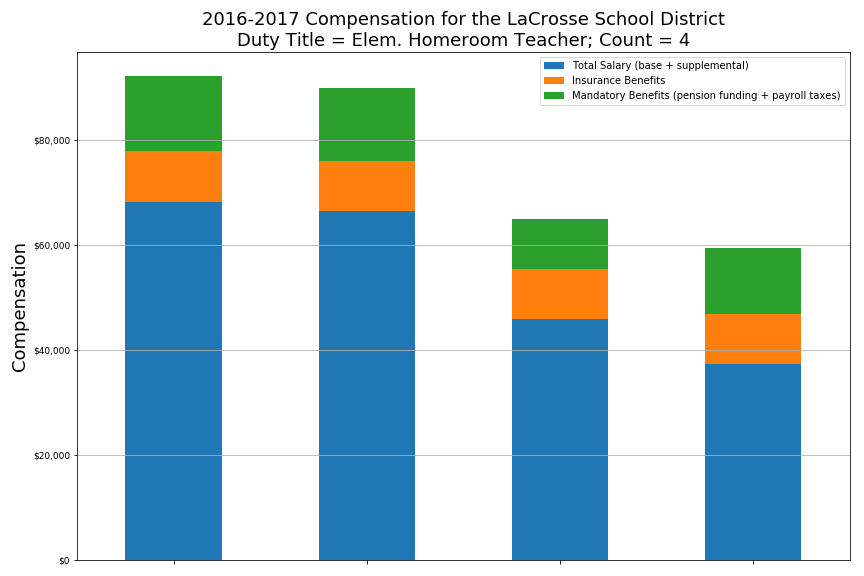 2016-2017 Compensation for the LaCrosse School District
Duty Title = Elem. Homeroom Teacher; Count = 4
Total Salary (base + supplemental)
Insurance Benefits
Mandatory Benefits (pension funding + payroll taxes)
Compensation
$80,000
$60,000
$40,000
$20,000
$0